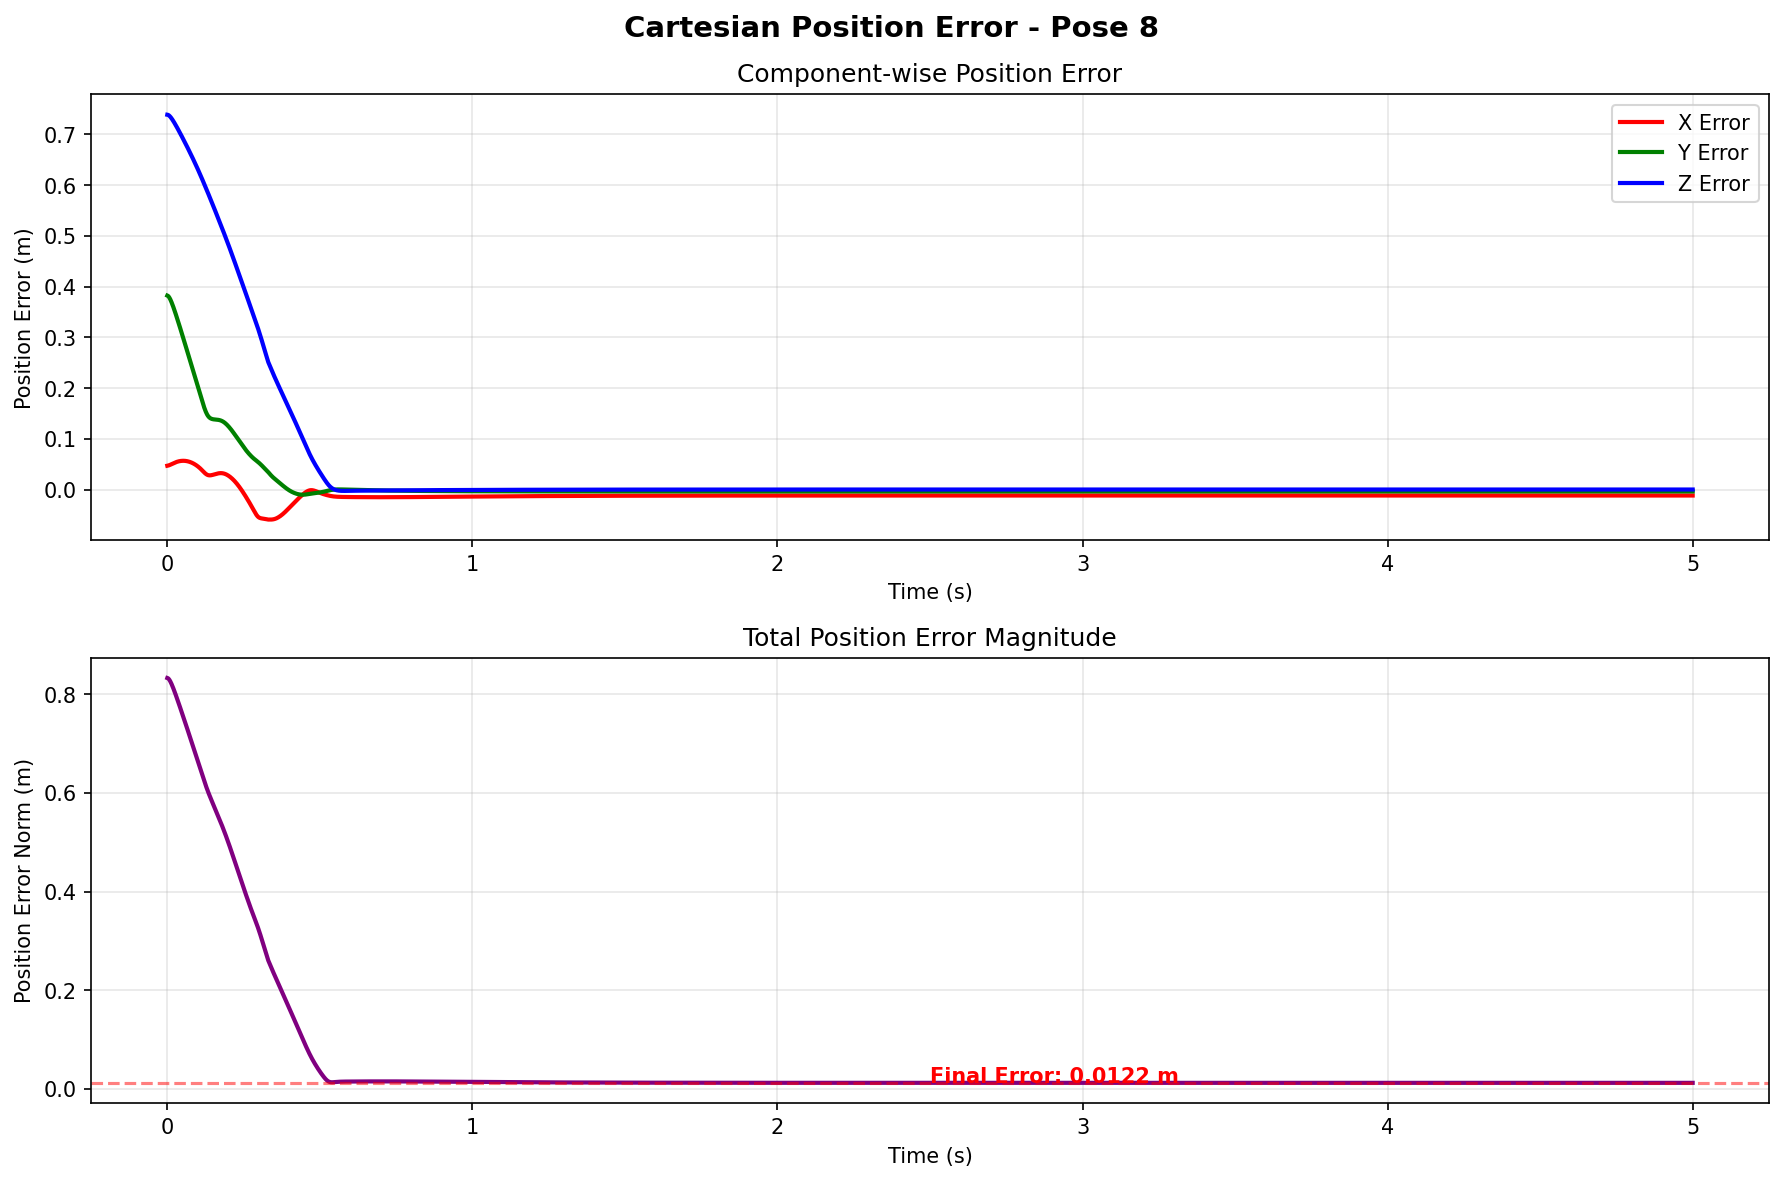 Cartesian Position Error - Pose 8
Component-wise Position Error
Position Error (m)
0.7
0.6
0.5
0.4
0.3
0.2
0.1
0.0
X Error
Y Error
Z Error
0 1 2 3 4 5
Time (s)
Total Position Error Magnitude
Position Error Norm (m)
0.8
0.6
0.4
0.2
0.0
Final Error: 0.0122 m
0 1 2 3 4 5
Time (s)